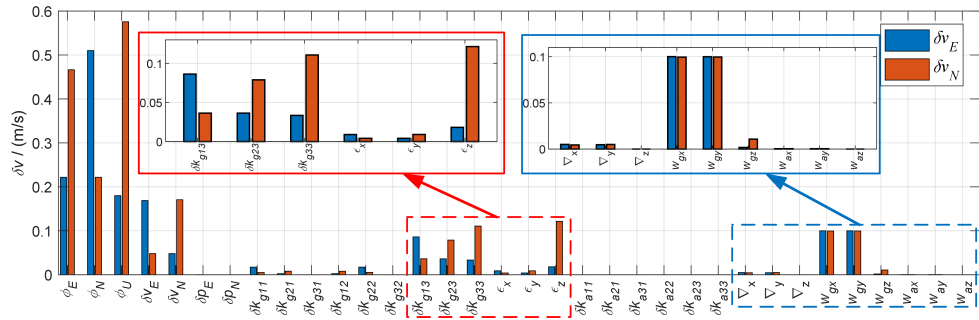 0.6
0.5
0.4
0.3
0.2
0.1
0
δv / (m/s)
0.1
0.05
0
δk_g13 δk_g23 δk_g33 ϵ_x ϵ_y ϵ_z
0.1
0.05
0
∇_x ∇_y ∇_z w_gx w_gy w_gz w_ax w_ay w_az
δv_E
δv_N
ϕ_E ϕ_N ϕ_U δv_E δv_N δp_E δp_N δk_g11 δk_g21 δk_g31 δk_g12 δk_g22 δk_g32 δk_g13 δk_g23 δk_g33 ϵ_x ϵ_y ϵ_z δk_a11 δk_a21 δk_a31 δk_a22 δk_a23 δk_a33 ∇_x ∇_y ∇_z w_gx w_gy w_gz w_ax w_ay w_az